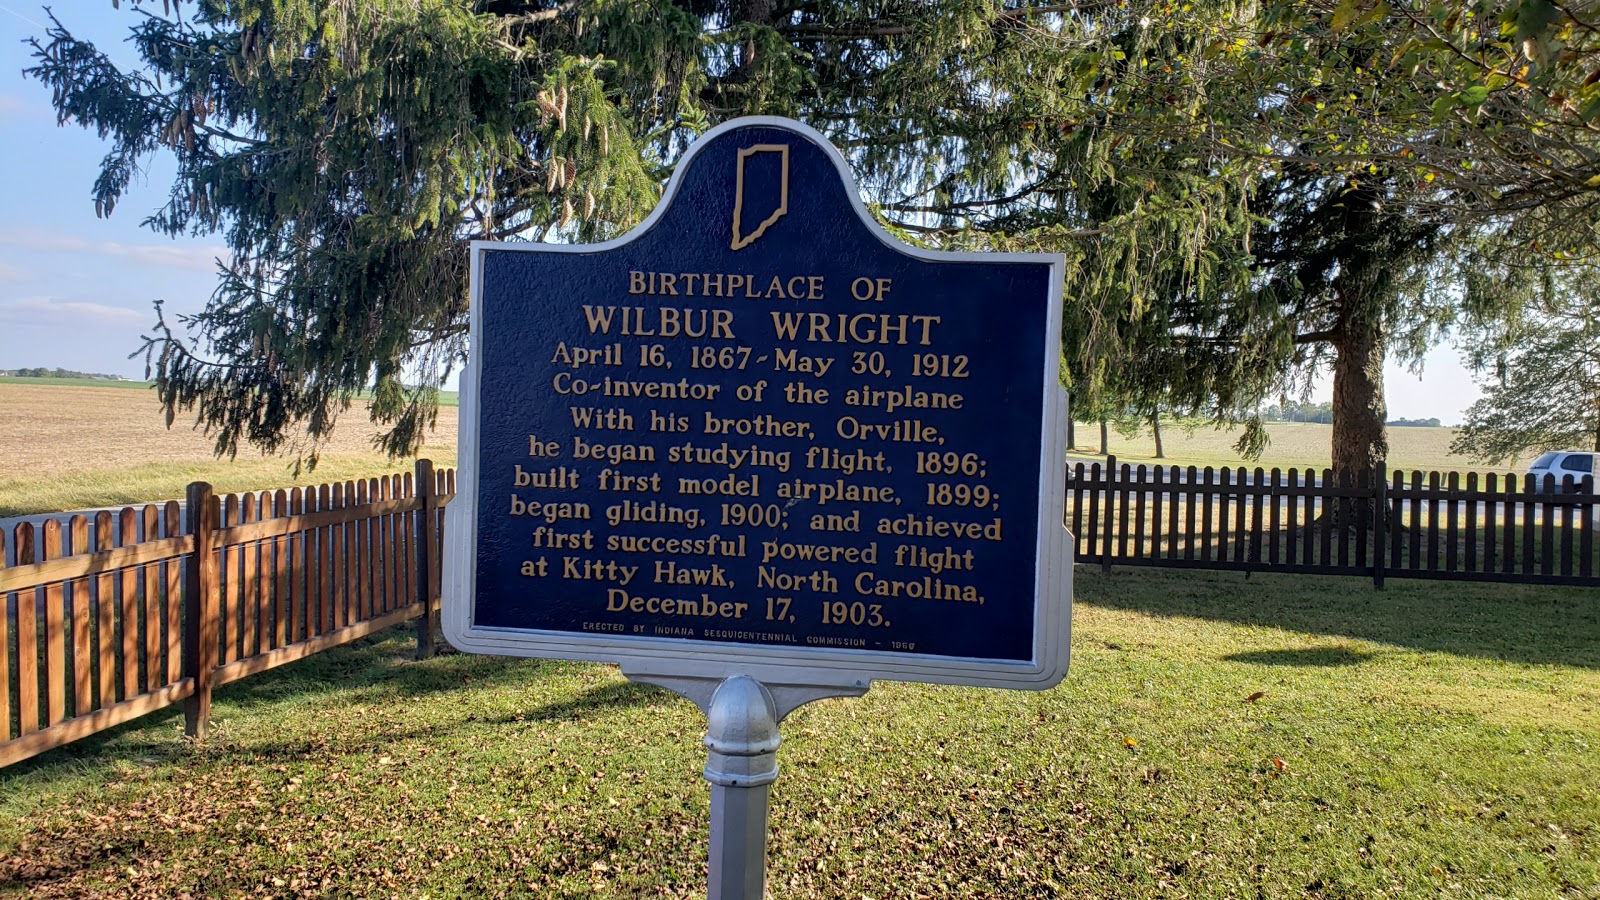 BIRTHPLACE OF
WILBUR WRIGHT
April 16, 1867-May 30, 1912
Co-inventor of the airplane
With his brother, Orville,
he began studying flight, 1896;
built first model airplane, 1899;
began gliding, 1900; and achieved
first successful powered flight
at Kitty Hawk, North Carolina,
December 17, 1903.
ERECTED BY INDIANA SESQUICENTENNIAL COMMISSION - 1966